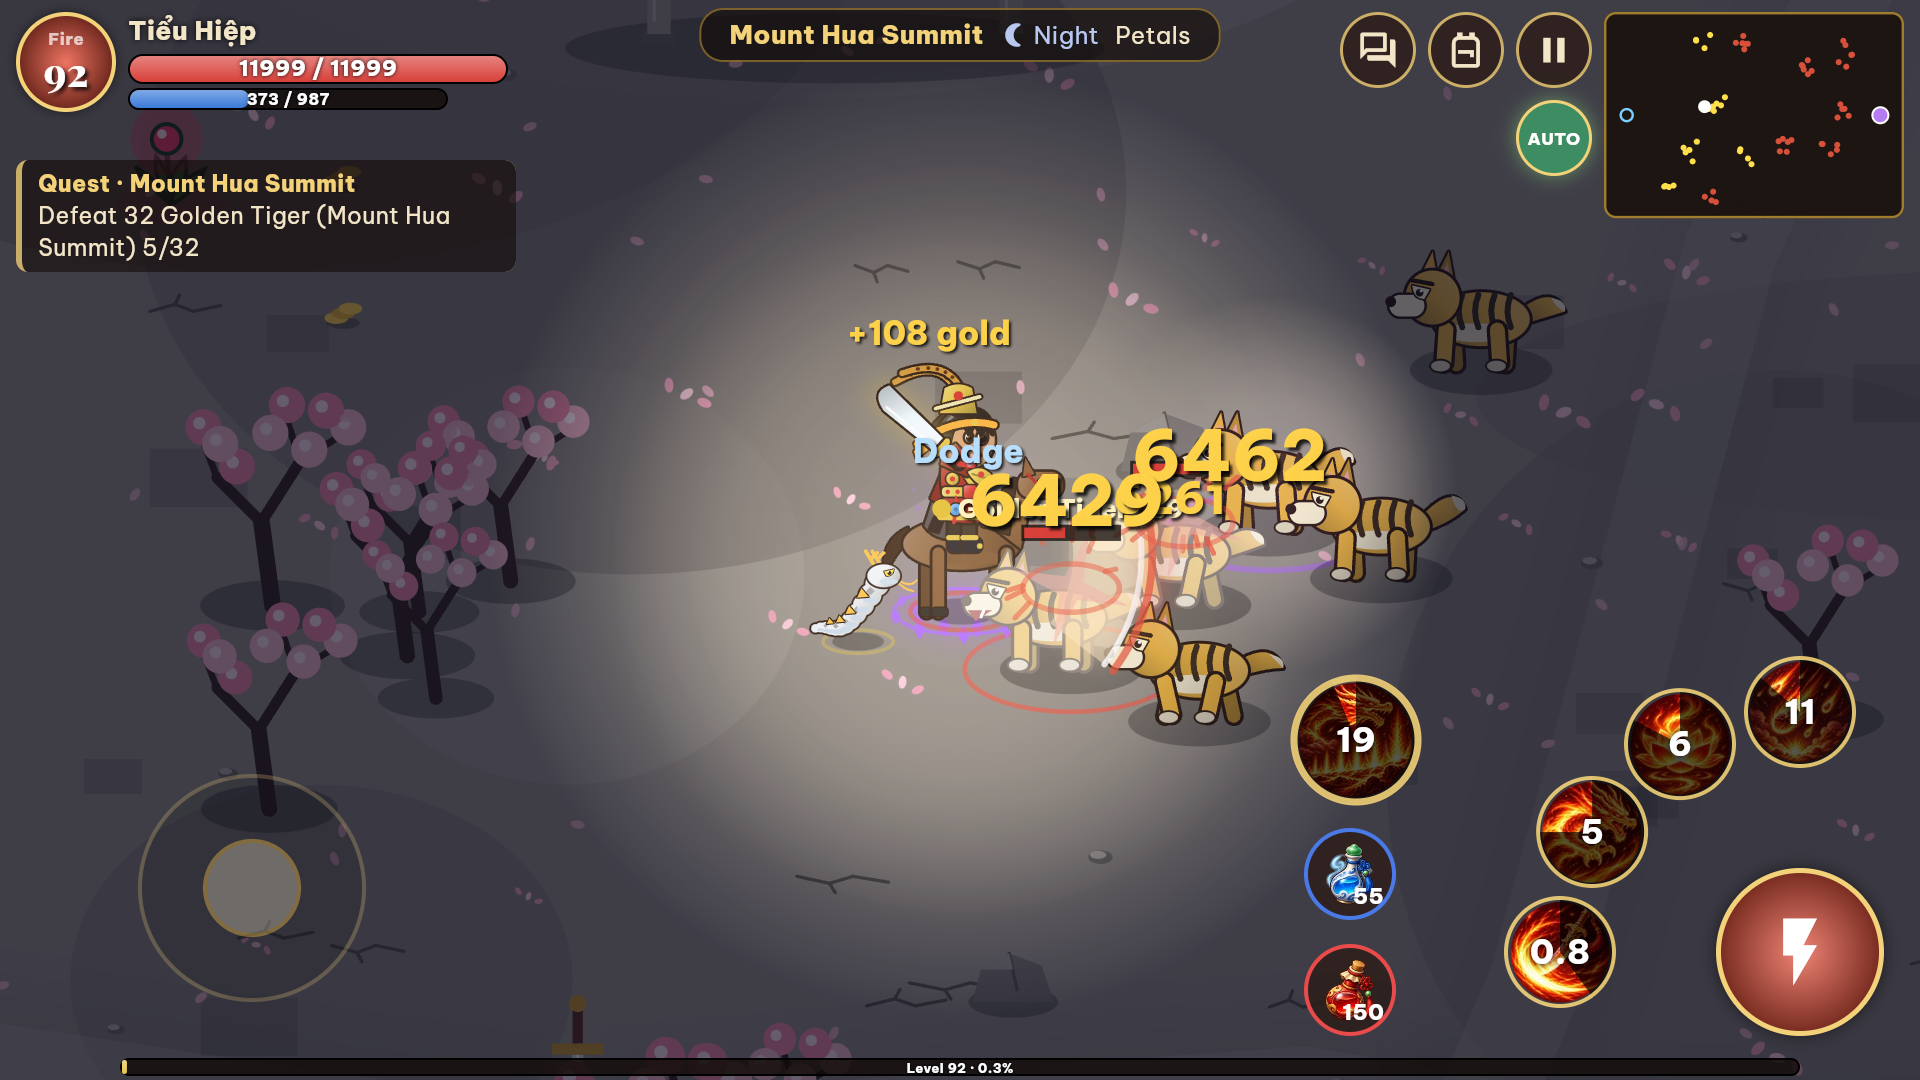 Fire
92
Tiểu Hiệp
11999 / 11999
373 / 987
Mount Hua Summit Night Petals
AUTO
Quest · Mount Hua Summit
Defeat 32 Golden Tiger (Mount Hua
Summit) 5/32
+108 gold
Dodge
6462
6429
19
11
6
5
0.8
55
150
Level 92 · 0.3%